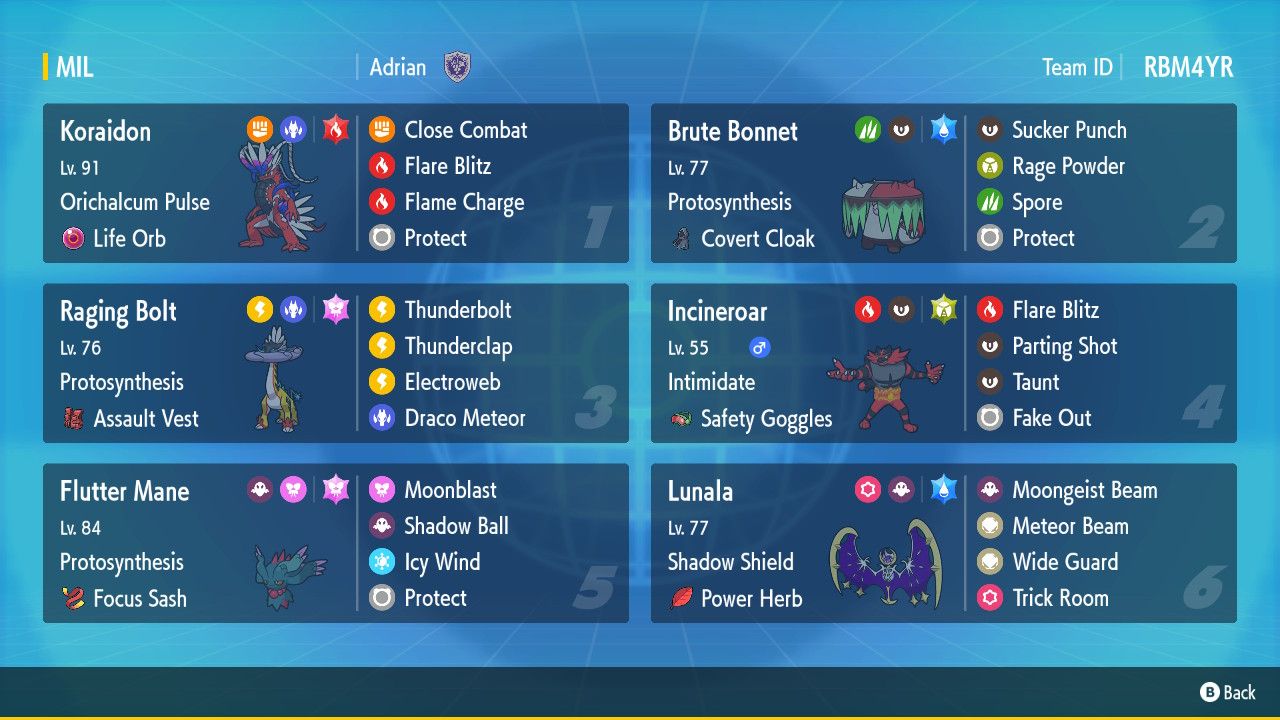 MIL
Adrian
Team ID
RBM4YR
Koraidon
Lv. 91
Orichalcum Pulse
Life Orb
Close Combat
Flare Blitz
Flame Charge
Protect
1
Brute Bonnet
Lv. 77
Protosynthesis
Covert Cloak
Sucker Punch
Rage Powder
Spore
Protect
2
Raging Bolt
Lv. 76
Protosynthesis
Assault Vest
Thunderbolt
Thunderclap
Electroweb
Draco Meteor
3
Incineroar
Lv. 55
Intimidate
Safety Goggles
Flare Blitz
Parting Shot
Taunt
Fake Out
4
Flutter Mane
Lv. 84
Protosynthesis
Focus Sash
Moonblast
Shadow Ball
Icy Wind
Protect
5
Lunala
Lv. 77
Shadow Shield
Power Herb
Moongeist Beam
Meteor Beam
Wide Guard
Trick Room
6
B Back